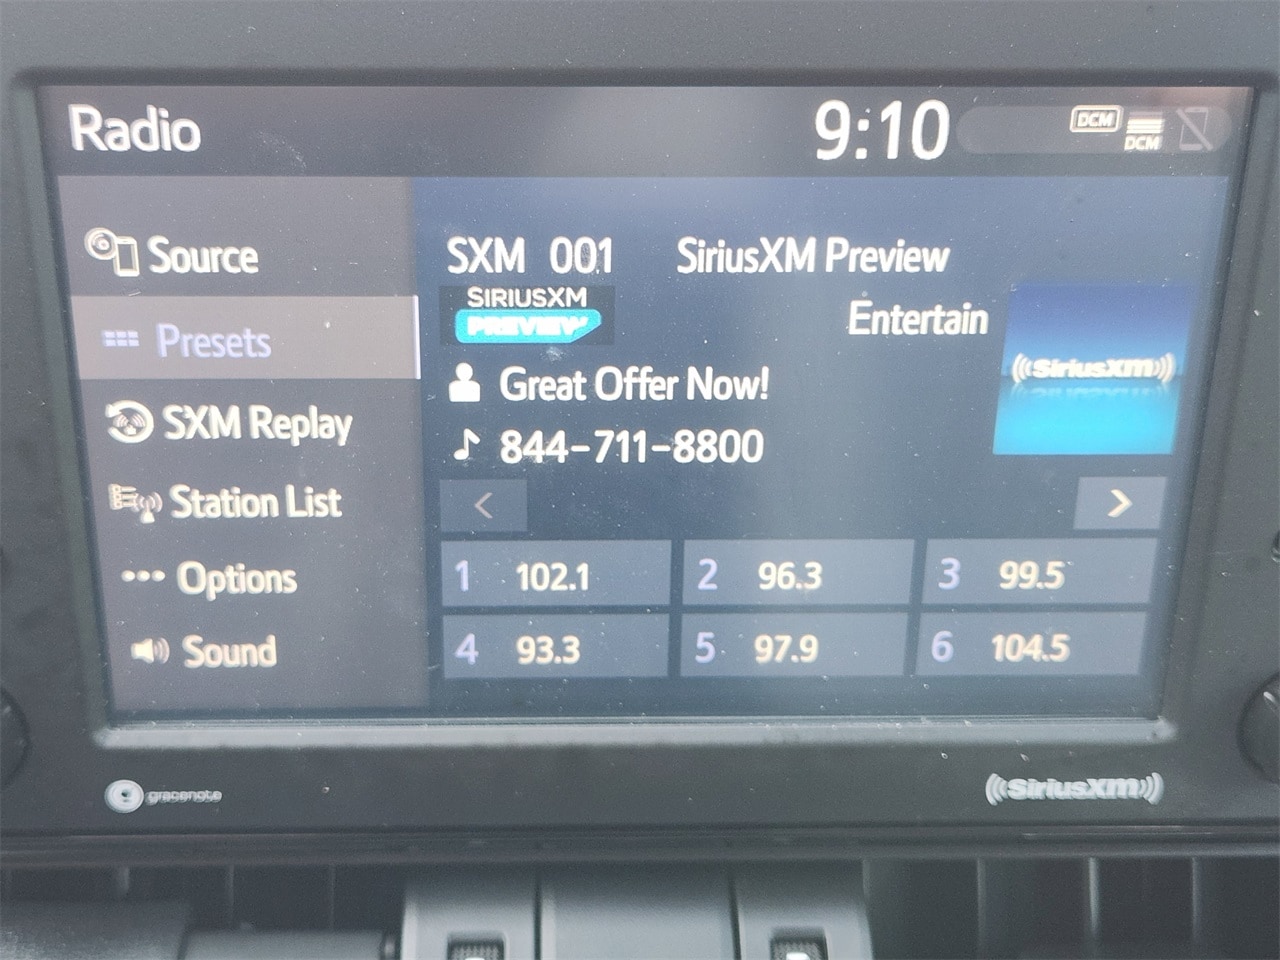 Radio
9:10
DCM
DCM
Source
Presets
SXM Replay
Station List
Options
Sound
SXM 001 SiriusXM Preview
SIRIUSXM
PREVIEW
Entertain
((SiriusXM))
Great Offer Now!
844-711-8800
< >
1 102.1
2 96.3
3 99.5
4 93.3
5 97.9
6 104.5
gracenote
((SiriusXM))